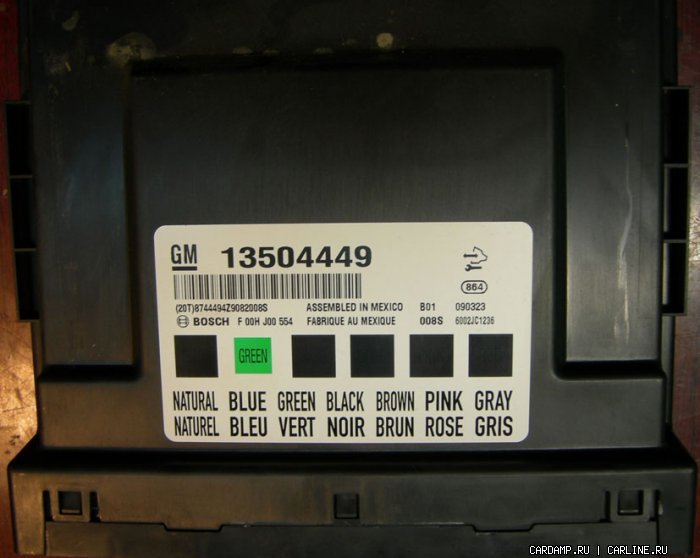 GM 13504449
864
(20T)8744494Z9082008S ASSEMBLED IN MEXICO B01 090323
BOSCH F 00H J00 554 FABRIQUE AU MEXIQUE 008S 6002JC1236
GREEN
NATURAL BLUE GREEN BLACK BROWN PINK GRAY
NATUREL BLEU VERT NOIR BRUN ROSE GRIS
CARDAMP.RU | CARLINE.RU